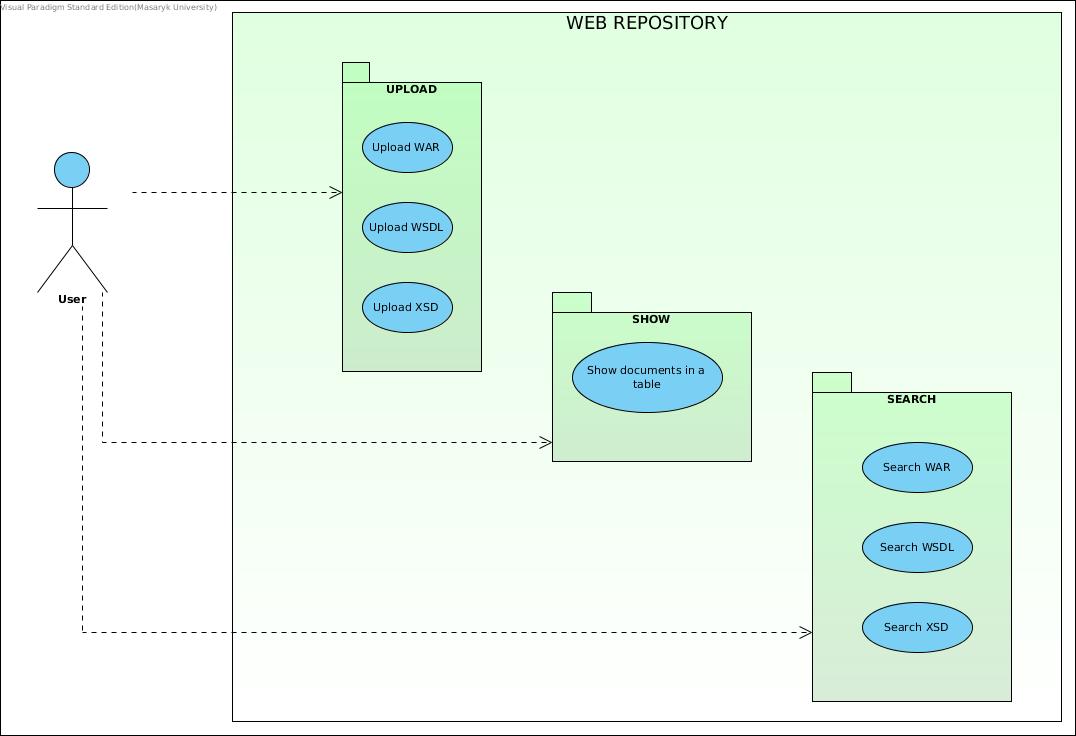 Visual Paradigm Standard Edition(Masaryk University)
WEB REPOSITORY
UPLOAD
Upload WAR
Upload WSDL
Upload XSD
User
SHOW
Show documents in a
table
SEARCH
Search WAR
Search WSDL
Search XSD